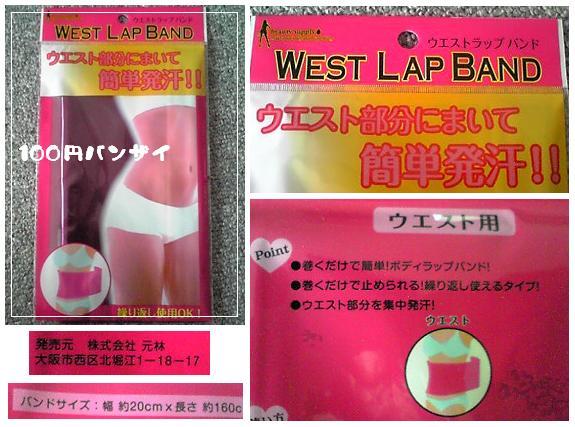 beauty supply
ウエストラップ バンド
WEST LAP BAND
ウエスト部分にまいて
簡単発汗!!
100円バンザイ
繰り返し使用OK!
発売元 株式会社 元林
大阪市西区北堀江1-18-17
バンドサイズ:幅 約20cm×長さ 約160c
beauty supply
ウエストラップ バンド
WEST LAP BAND
ウエスト部分にまいて
簡単発汗!!
ウエスト用
Point
●巻くだけで簡単!ボディラップバンド!
●巻くだけで止められる!繰り返し使えるタイプ!
●ウエスト部分を集中発汗!
ウエスト
使い方